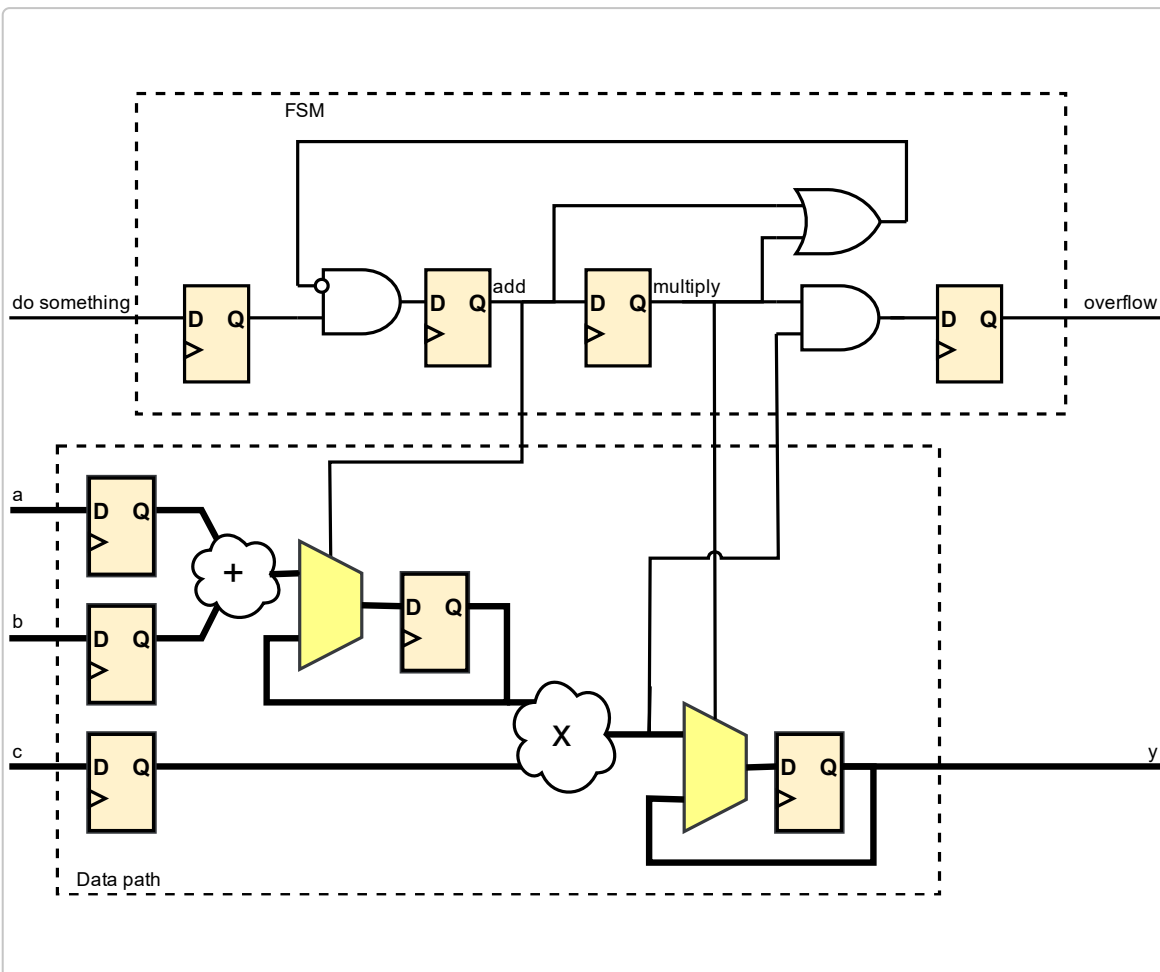 FSM
add
multiply
do something
D Q
D Q
D Q
D Q
overflow
a
D Q
+
b
D Q
D Q
X
c
D Q
D Q
y
Data path